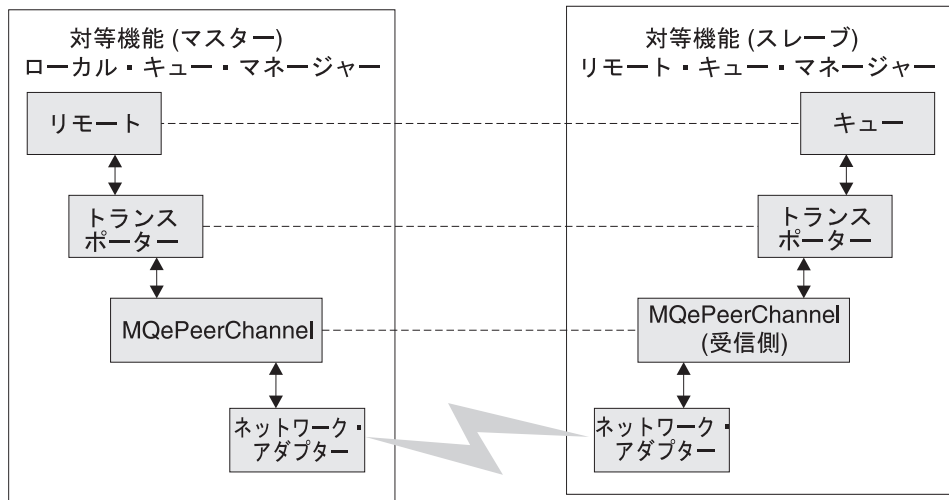 対等機能 (マスター)
ローカル・キュー・マネージャー
リモート
トランス
ポーター
MQePeerChannel
ネットワーク・
アダプター
対等機能 (スレーブ)
リモート・キュー・マネージャー
キュー
トランス
ポーター
MQePeerChannel
(受信側)
ネットワーク・
アダプター